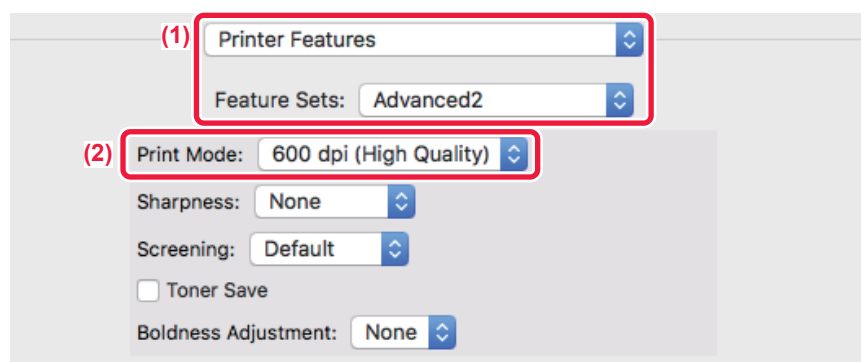 (1) Printer Features
Feature Sets: Advanced2
(2) Print Mode: 600 dpi (High Quality)
Sharpness: None
Screening: Default
Toner Save
Boldness Adjustment: None